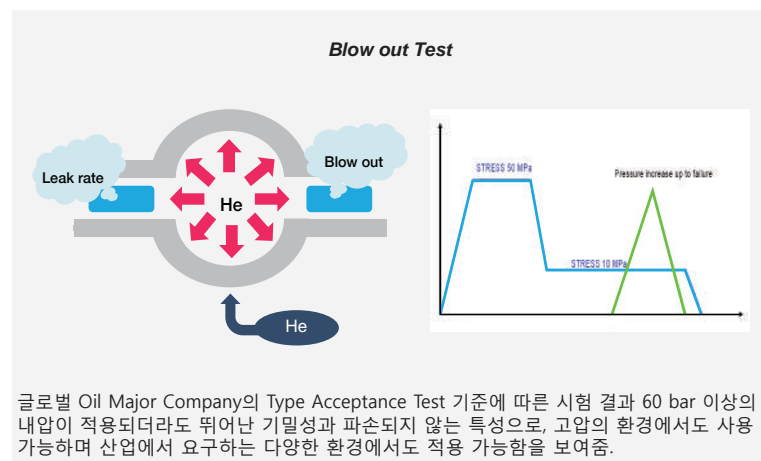 Blow out Test
Leak rate
Blow out
He
He
STRESS 50 MPa
Pressure increase up to failure
STRESS 10 MPa
글로벌 Oil Major Company의 Type Acceptance Test 기준에 따른 시험 결과 60 bar 이상의
내압이 적용되더라도 뛰어난 기밀성과 파손되지 않는 특성으로, 고압의 환경에서도 사용
가능하며 산업에서 요구하는 다양한 환경에서도 적용 가능함을 보여줌.